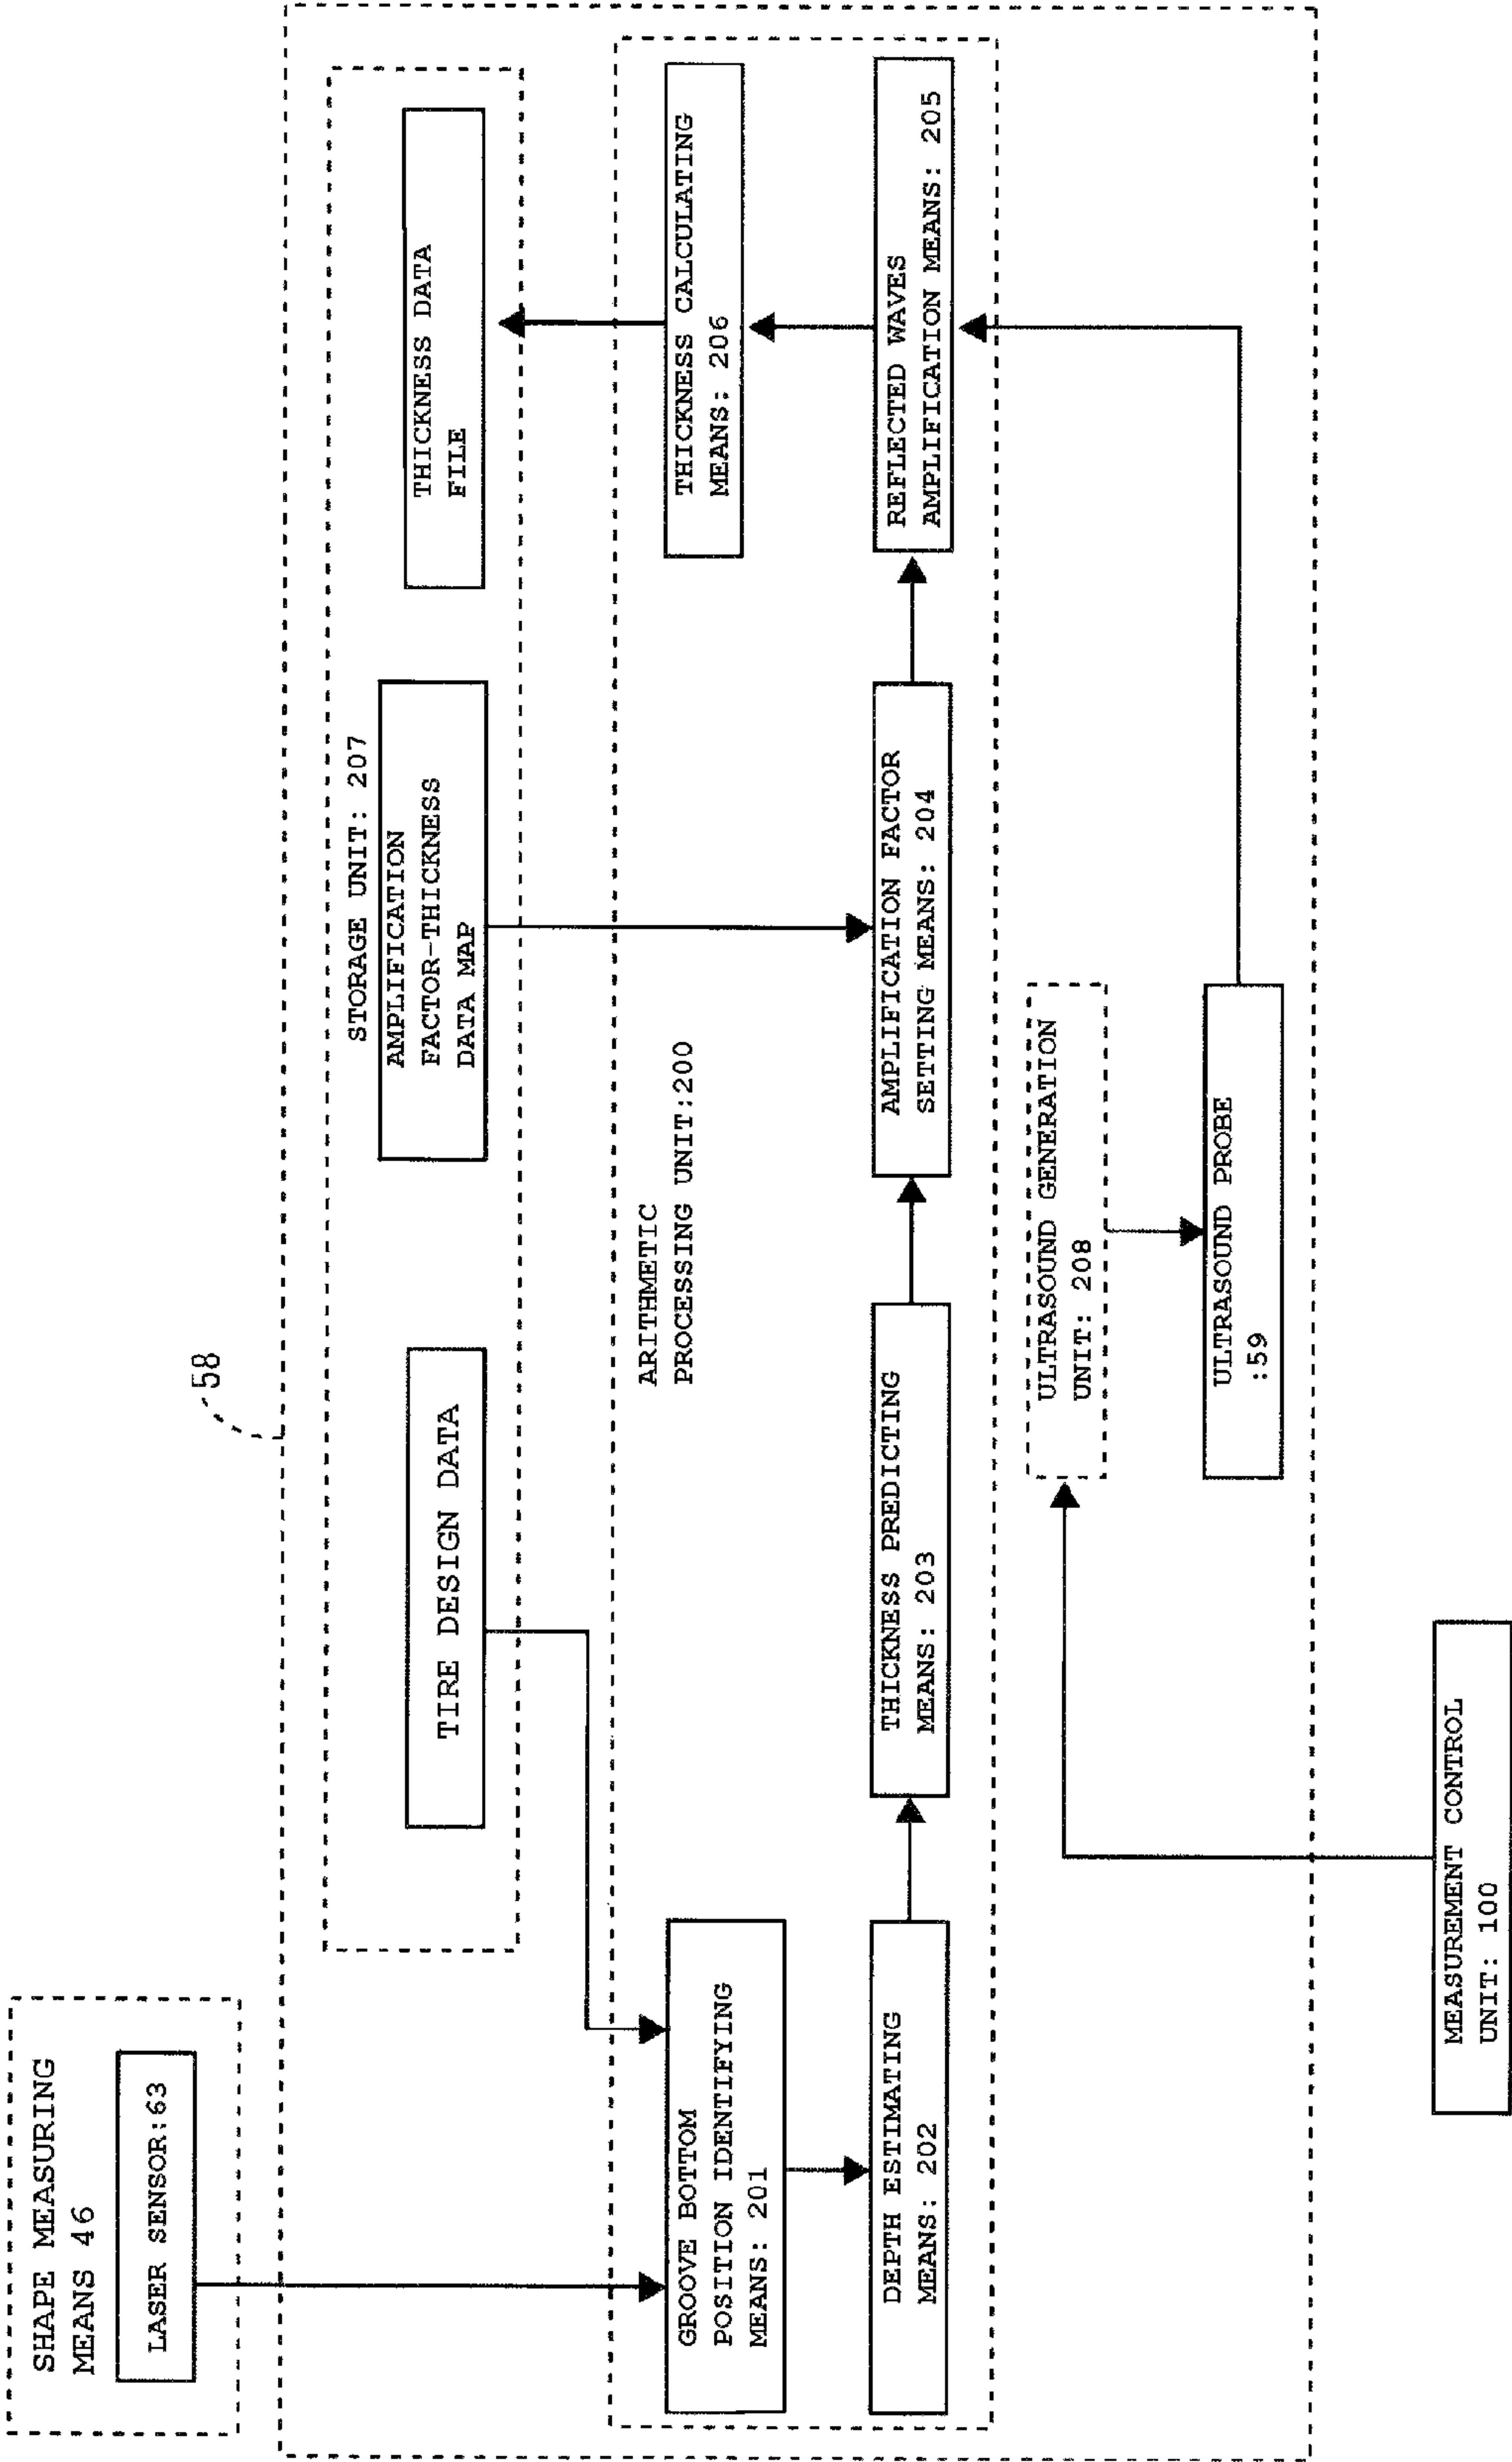 SHAPE MEASURING
MEANS 46
LASER SENSOR:63
58
STORAGE UNIT: 207
TIRE DESIGN DATA
AMPLIFICATION
FACTOR-THICKNESS
DATA MAP
THICKNESS DATA
FILE
ARITHMETIC
PROCESSING UNIT:200
GROOVE BOTTOM
POSITION IDENTIFYING
MEANS: 201
THICKNESS CALCULATING
MEANS: 206
DEPTH ESTIMATING
MEANS: 202
THICKNESS PREDICTING
MEANS: 203
AMPLIFICATION FACTOR
SETTING MEANS: 204
REFLECTED WAVES
AMPLIFICATION MEANS: 205
ULTRASOUND GENERATION
UNIT: 208
ULTRASOUND PROBE
:59
MEASUREMENT CONTROL
UNIT: 100